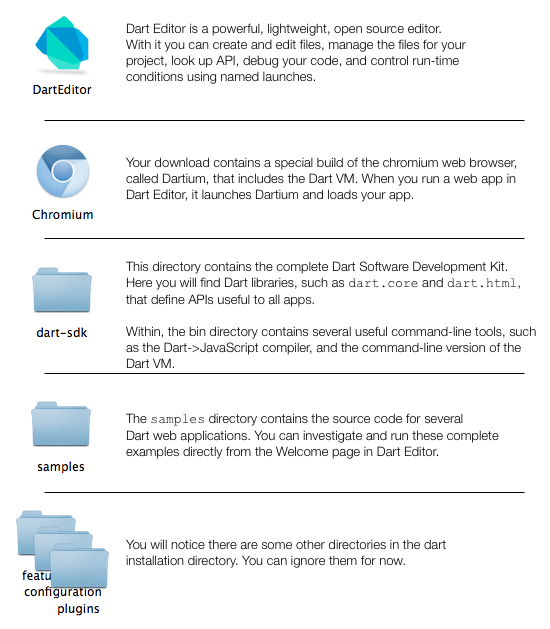 Dart Editor is a powerful, lightweight, open source editor.
With it you can create and edit files, manage the files for your
project, look up API, debug your code, and control run-time
conditions using named launches.
DartEditor
Your download contains a special build of the chromium web browser,
called Dartium, that includes the Dart VM. When you run a web app in
Dart Editor, it launches Dartium and loads your app.
Chromium
This directory contains the complete Dart Software Development Kit.
Here you will find Dart libraries, such as dart.core and dart.html,
that define APIs useful to all apps.
dart-sdk
Within, the bin directory contains several useful command-line tools, such
as the Dart->JavaScript compiler, and the command-line version of the
Dart VM.
The samples directory contains the source code for several
Dart web applications. You can investigate and run these complete
examples directly from the Welcome page in Dart Editor.
samples
You will notice there are some other directories in the dart
installation directory. You can ignore them for now.
configuration
plugins